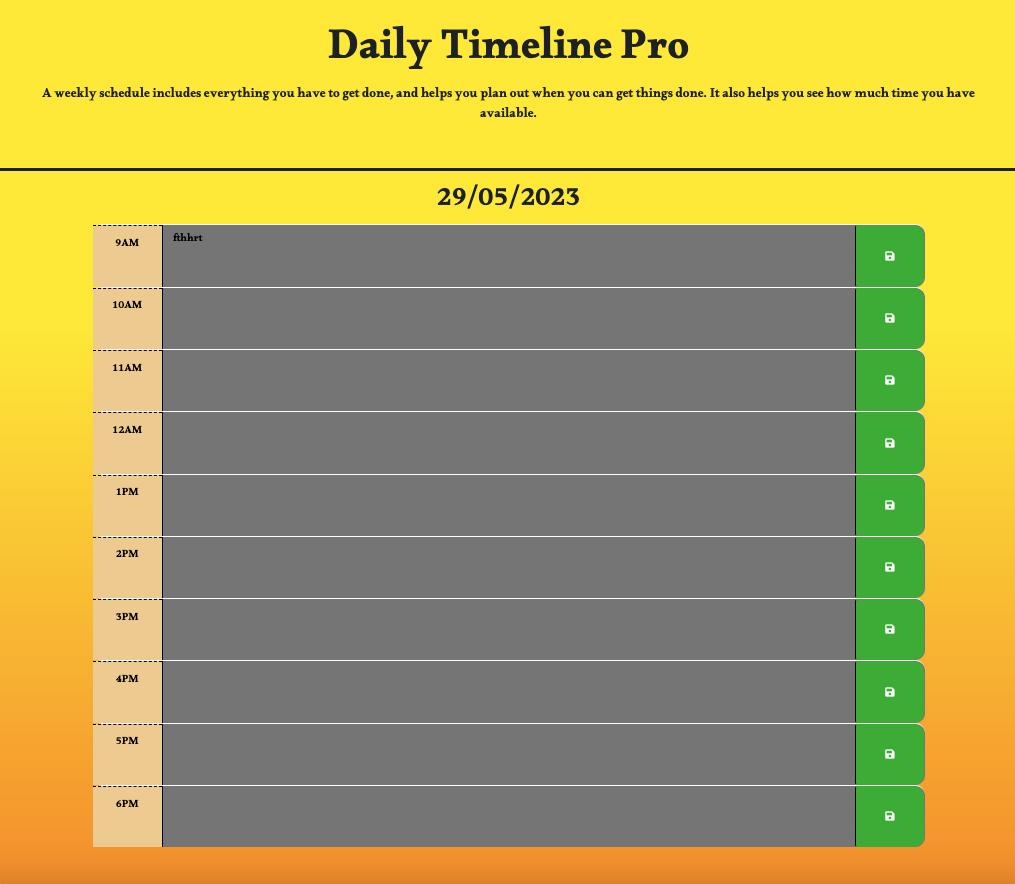 Daily Timeline Pro
A weekly schedule includes everything you have to get done, and helps you plan out when you can get things done. It also helps you see how much time you have
available.
29/05/2023
9AM fthhrt
10AM
11AM
12AM
1PM
2PM
3PM
4PM
5PM
6PM